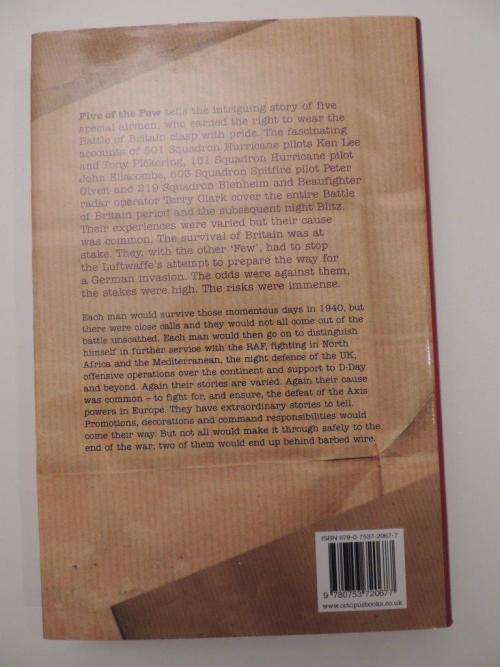 Five of the Few tells the intriguing story of five
special airmen, who earned the right to wear the
Battle of Britain clasp with pride. The fascinating
accounts of 501 Squadron Hurricane pilots Ken Lee
and Tony Pickering, 151 Squadron Hurricane pilot
John Ellacombe, 603 Squadron Spitfire pilot Peter
Olver and 219 Squadron Blenheim and Beaufighter
radar operator Terry Clark cover the entire Battle
of Britain period and the subsequent night Blitz.
Their experiences were varied but their cause
was common. The survival of Britain was at
stake. They, with the other 'Few', had to stop
the Luftwaffe's attempt to prepare the way for
a German invasion. The odds were against them,
the stakes were high. The risks were immense.
Each man would survive those momentous days in 1940, but
there were close calls and they would not all come out of the
battle unscathed. Each man would then go on to distinguish
himself in further service with the RAF, fighting in North
Africa and the Mediterranean, the night defence of the UK,
offensive operations over the continent and support to D-Day
and beyond. Again their stories are varied. Again their cause
was common – to fight for, and ensure, the defeat of the Axis
powers in Europe. They have extraordinary stories to tell.
Promotions, decorations and command responsibilities would
come their way. But not all would make it through safely to the
end of the war; two of them would end up behind barbed wire.
ISBN 978-0 7537-2067-7
9 780753 720677
www.octopusbooks.co.uk